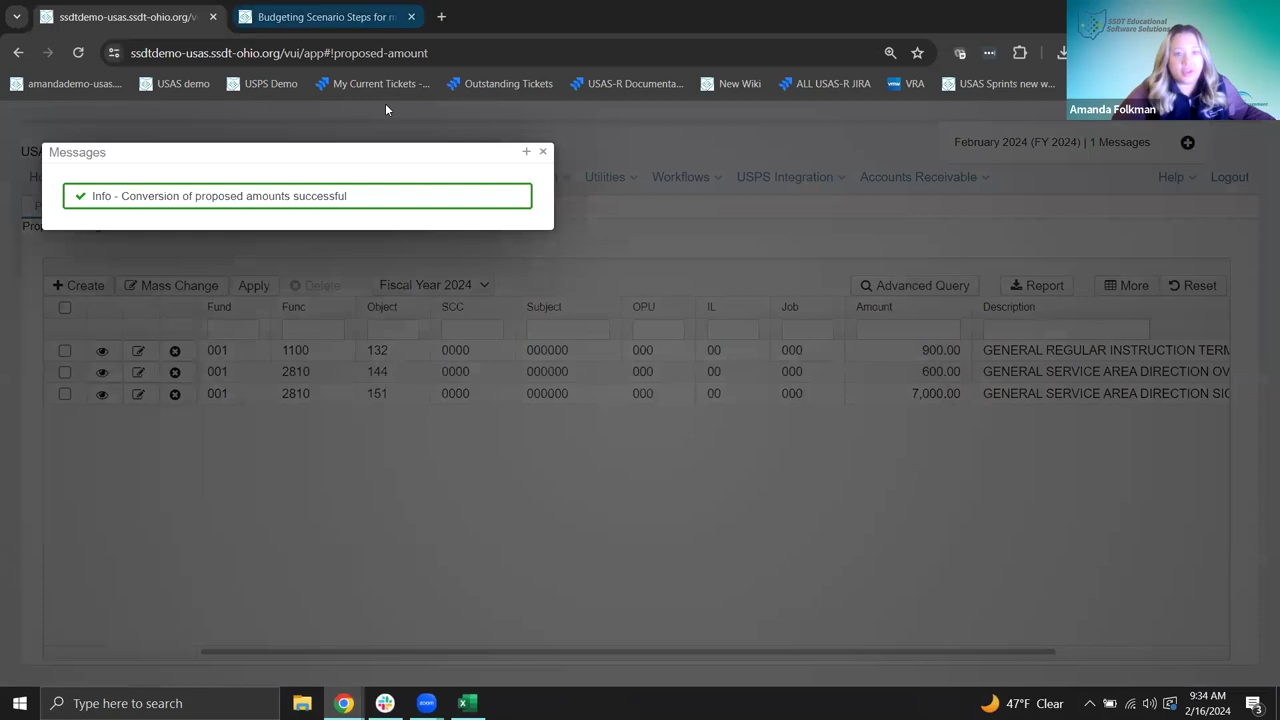 ssdtdemo-usas.ssdt-ohio.org/v
Budgeting Scenario Steps for m
ssdtdemo-usas.ssdt-ohio.org/vui/app#!proposed-amount
amandademo-usas....
USAS demo
USPS Demo
My Current Tickets -...
Outstanding Tickets
USAS-R Documenta...
New Wiki
ALL USAS-R JIRA
vmw VRA
USAS Sprints new w...
SSDT Educational
Software Solutions
Amanda Folkman
February 2024 (FY 2024) | 1 Messages
Messages
Info - Conversion of proposed amounts successful
Utilities
Workflows
USPS Integration
Accounts Receivable
Help
Logout
Create
Mass Change
Apply
Delete
Fiscal Year 2024
Advanced Query
Report
More
Reset
Fund Func Object SCC Subject OPU IL Job Amount Description
001 1100 132 0000 000000 000 00 000 900.00 GENERAL REGULAR INSTRUCTION TERM
001 2810 144 0000 000000 000 00 000 600.00 GENERAL SERVICE AREA DIRECTION OV
001 2810 151 0000 000000 000 00 000 7,000.00 GENERAL SERVICE AREA DIRECTION SIC
Type here to search
zoom
47°F Clear
9:34 AM
2/16/2024
3